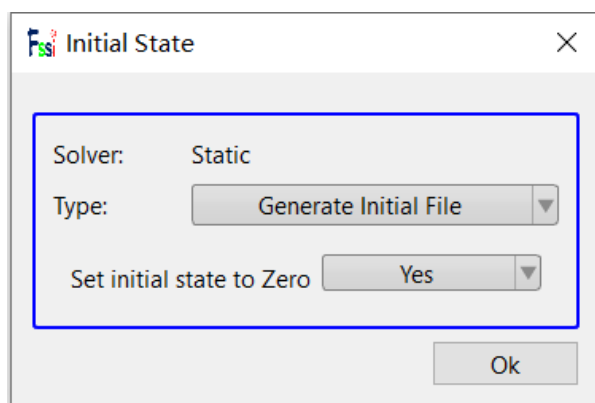 Fssi Initial State
Solver: Static
Type: Generate Initial File
Set initial state to Zero Yes
Ok